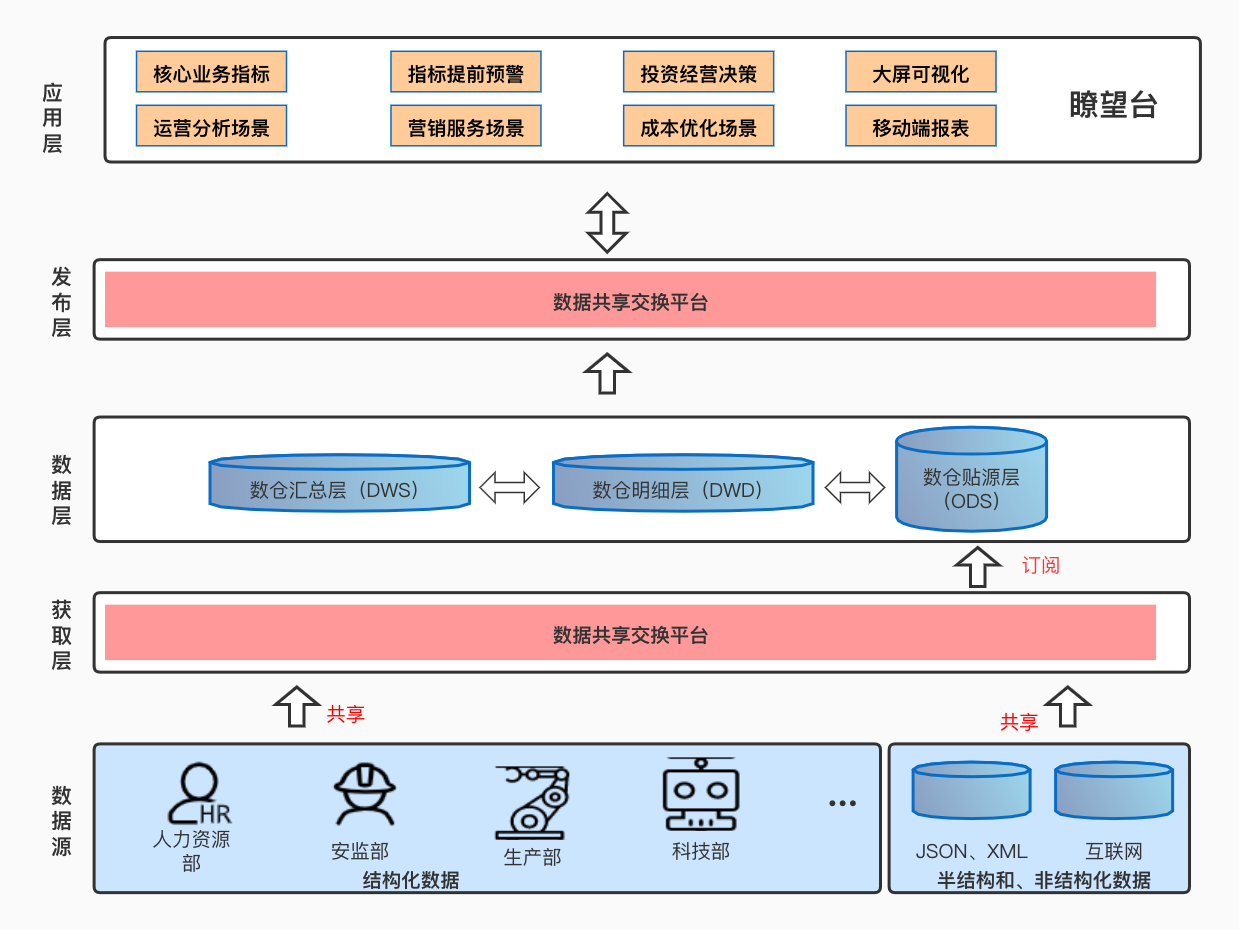 应用层
核心业务指标
指标提前预警
投资经营决策
大屏可视化
运营分析场景
营销服务场景
成本优化场景
移动端报表
瞭望台
发布层
数据共享交换平台
数据层
数仓汇总层（DWS）
数仓明细层（DWD）
数仓贴源层
（ODS）
订阅
获取层
数据共享交换平台
共享
共享
数据源
HR
人力资源
部
安监部
生产部
科技部
...
结构化数据
JSON、XML
互联网
半结构和、非结构化数据